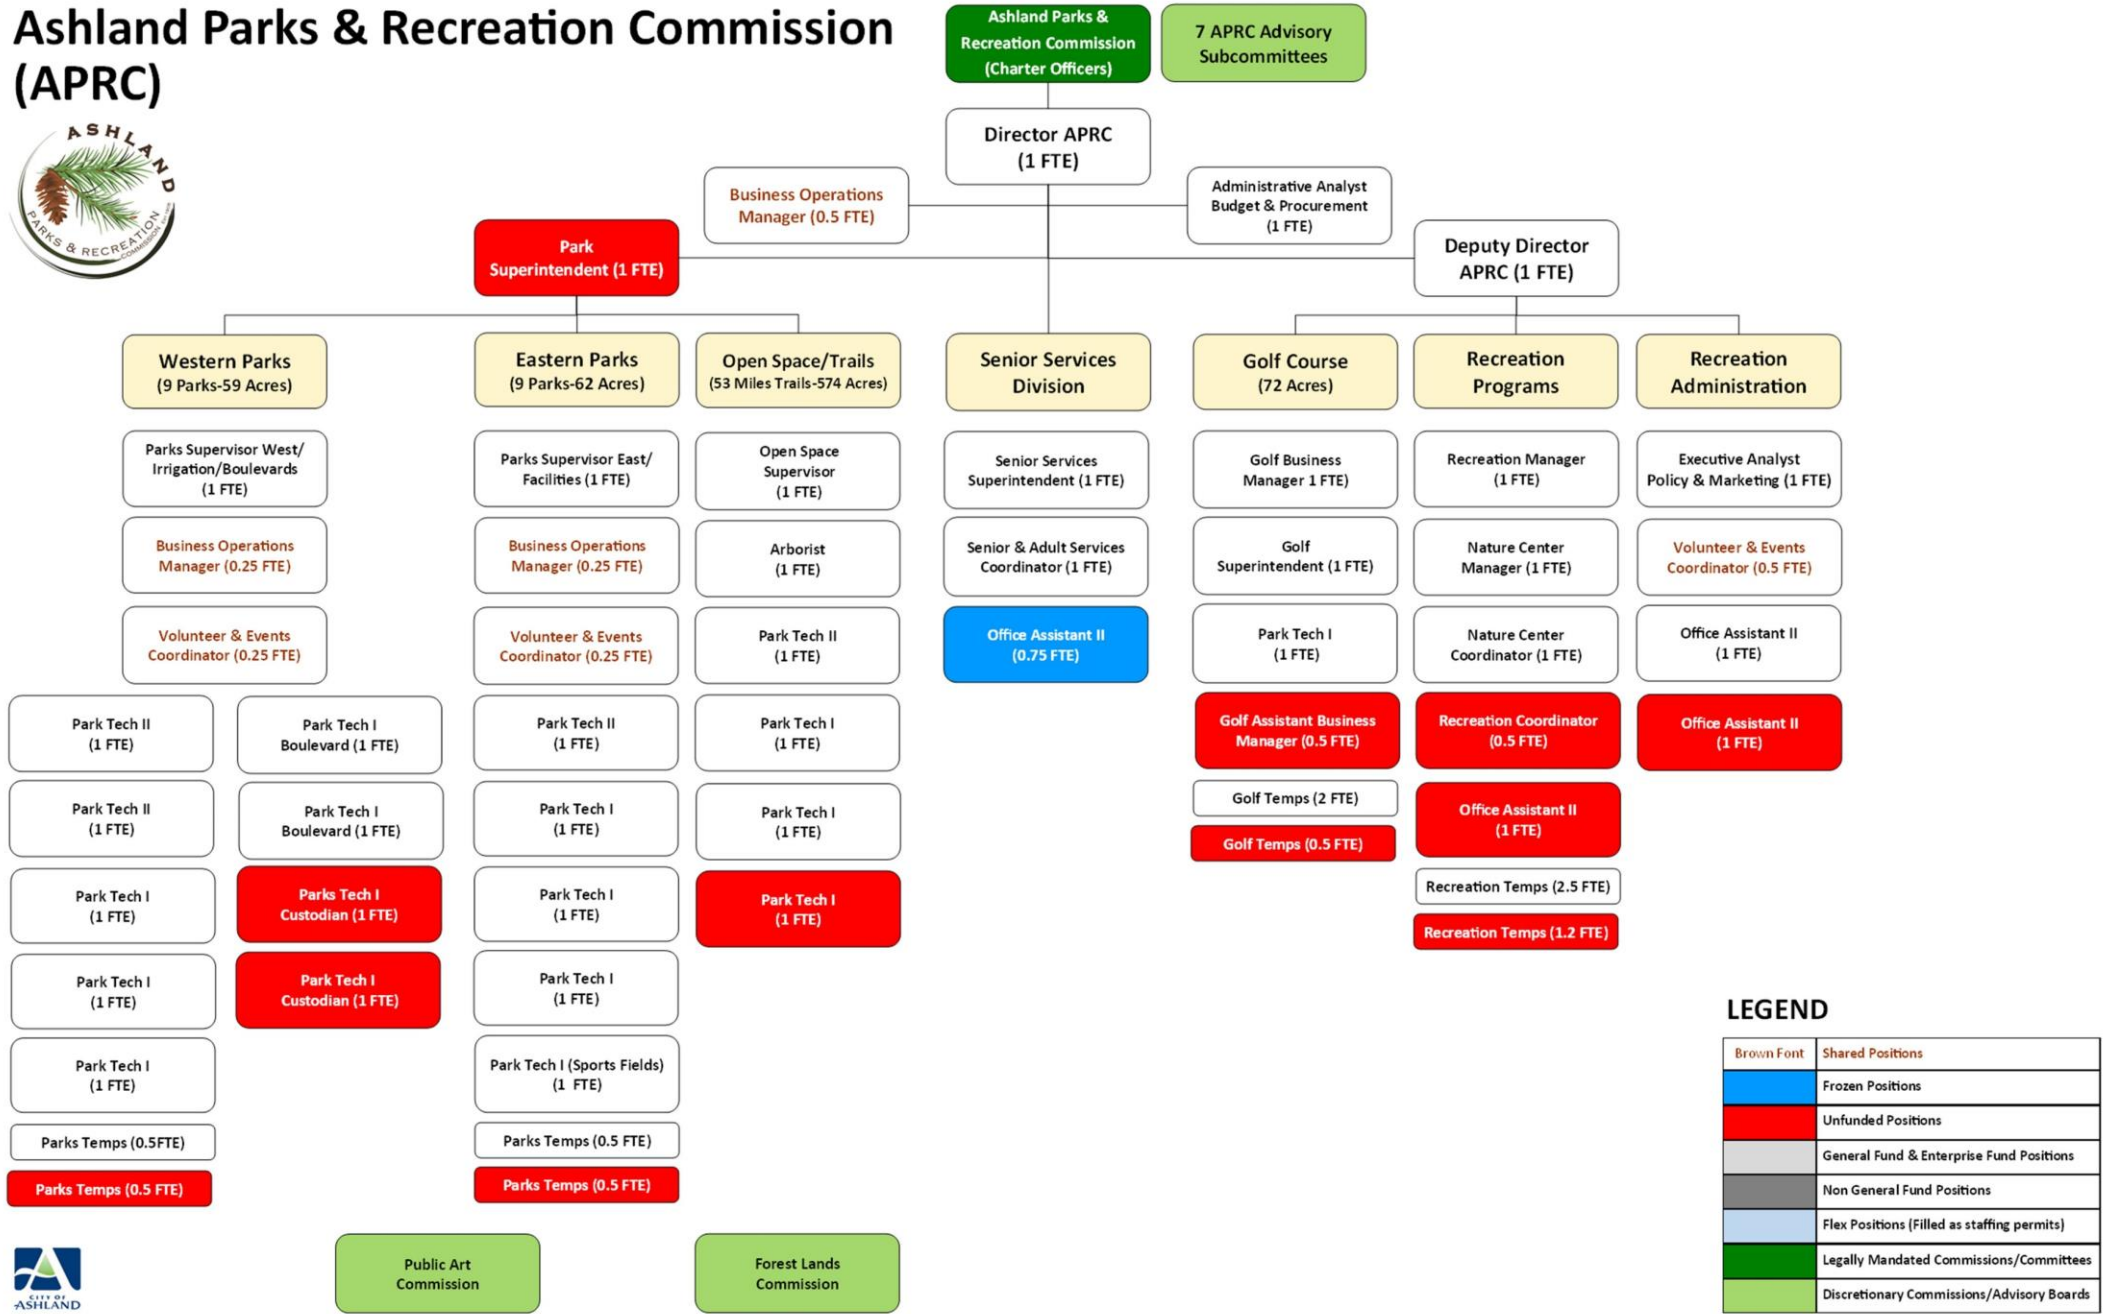 Ashland Parks & Recreation Commission
(APRC)
ASHLAND
PARKS & RECREATION
COMMISSION
Ashland Parks &
Recreation Commission
(Charter Officers)
7 APRC Advisory
Subcommittees
Director APRC
(1 FTE)
Business Operations
Manager (0.5 FTE)
Administrative Analyst
Budget & Procurement
(1 FTE)
Park
Superintendent (1 FTE)
Deputy Director
APRC (1 FTE)
Western Parks
(9 Parks-59 Acres)
Parks Supervisor West/
Irrigation/Boulevards
(1 FTE)
Business Operations
Manager (0.25 FTE)
Volunteer & Events
Coordinator (0.25 FTE)
Park Tech II
(1 FTE)
Park Tech II
(1 FTE)
Park Tech I
(1 FTE)
Park Tech I
(1 FTE)
Park Tech I
(1 FTE)
Parks Temps (0.5FTE)
Parks Temps (0.5 FTE)
Park Tech I
Boulevard (1 FTE)
Park Tech I
Boulevard (1 FTE)
Parks Tech I
Custodian (1 FTE)
Park Tech I
Custodian (1 FTE)
Eastern Parks
(9 Parks-62 Acres)
Parks Supervisor East/
Facilities (1 FTE)
Business Operations
Manager (0.25 FTE)
Volunteer & Events
Coordinator (0.25 FTE)
Park Tech II
(1 FTE)
Park Tech I
(1 FTE)
Park Tech I
(1 FTE)
Park Tech I
(1 FTE)
Park Tech I (Sports Fields)
(1 FTE)
Parks Temps (0.5 FTE)
Parks Temps (0.5 FTE)
Open Space/Trails
(53 Miles Trails-574 Acres)
Open Space
Supervisor
(1 FTE)
Arborist
(1 FTE)
Park Tech II
(1 FTE)
Park Tech I
(1 FTE)
Park Tech I
(1 FTE)
Park Tech I
(1 FTE)
Senior Services
Division
Senior Services
Superintendent (1 FTE)
Senior & Adult Services
Coordinator (1 FTE)
Office Assistant II
(0.75 FTE)
Golf Course
(72 Acres)
Golf Business
Manager 1 FTE)
Golf
Superintendent (1 FTE)
Park Tech I
(1 FTE)
Golf Assistant Business
Manager (0.5 FTE)
Golf Temps (2 FTE)
Golf Temps (0.5 FTE)
Recreation
Programs
Recreation Manager
(1 FTE)
Nature Center
Manager (1 FTE)
Nature Center
Coordinator (1 FTE)
Recreation Coordinator
(0.5 FTE)
Office Assistant II
(1 FTE)
Recreation Temps (2.5 FTE)
Recreation Temps (1.2 FTE)
Recreation
Administration
Executive Analyst
Policy & Marketing (1 FTE)
Volunteer & Events
Coordinator (0.5 FTE)
Office Assistant II
(1 FTE)
Office Assistant II
(1 FTE)
Public Art
Commission
Forest Lands
Commission
CITY OF
ASHLAND
LEGEND
Brown Font Shared Positions
Frozen Positions
Unfunded Positions
General Fund & Enterprise Fund Positions
Non General Fund Positions
Flex Positions (Filled as staffing permits)
Legally Mandated Commissions/Committees
Discretionary Commissions/Advisory Boards